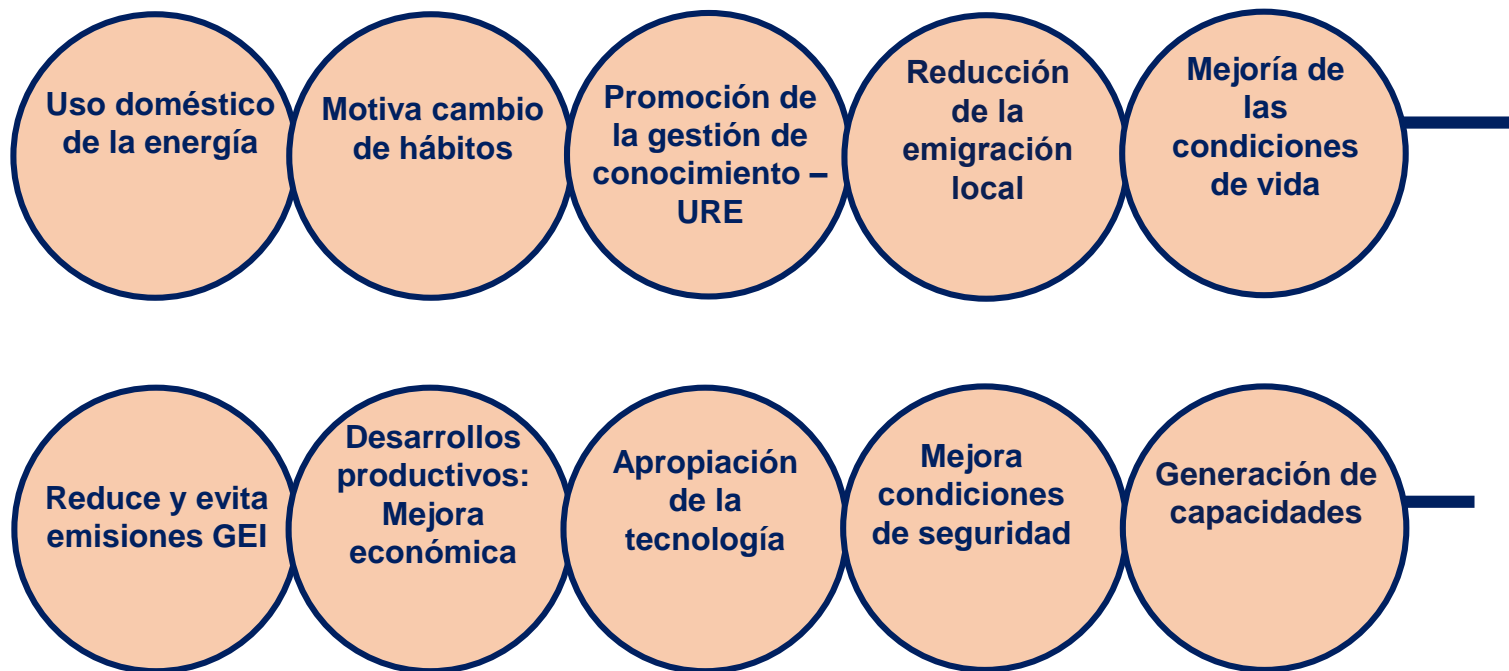 Uso doméstico
de la energía
Motiva cambio
de hábitos
Promoción de
la gestión de
conocimiento –
URE
Reducción
de la
emigración
local
Mejoría de
las
condiciones
de vida
Reduce y evita
emisiones GEI
Desarrollos
productivos:
Mejora
económica
Apropiación
de la
tecnología
Mejora
condiciones
de seguridad
Generación de
capacidades